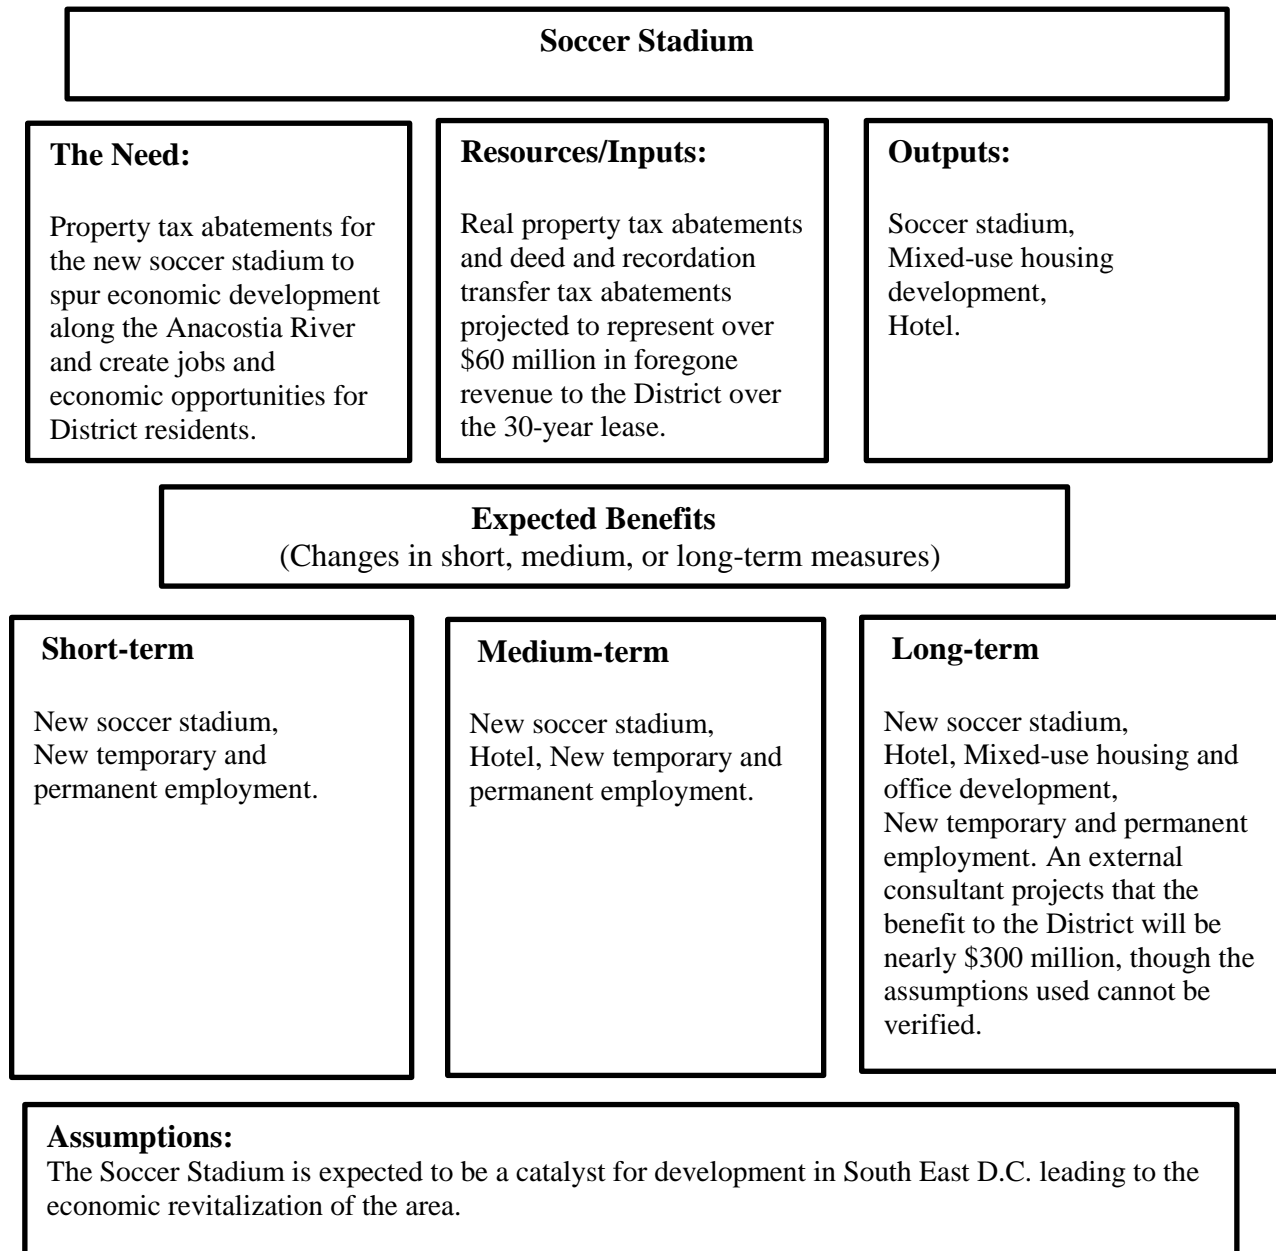 Soccer Stadium
The Need:
Property tax abatements for
the new soccer stadium to
spur economic development
along the Anacostia River
and create jobs and
economic opportunities for
District residents.
Resources/Inputs:
Real property tax abatements
and deed and recordation
transfer tax abatements
projected to represent over
$60 million in foregone
revenue to the District over
the 30-year lease.
Outputs:
Soccer stadium,
Mixed-use housing
development,
Hotel.
Expected Benefits
(Changes in short, medium, or long-term measures)
Short-term
New soccer stadium,
New temporary and
permanent employment.
Medium-term
New soccer stadium,
Hotel, New temporary and
permanent employment.
Long-term
New soccer stadium,
Hotel, Mixed-use housing and
office development,
New temporary and permanent
employment. An external
consultant projects that the
benefit to the District will be
nearly $300 million, though the
assumptions used cannot be
verified.
Assumptions:
The Soccer Stadium is expected to be a catalyst for development in South East D.C. leading to the
economic revitalization of the area.